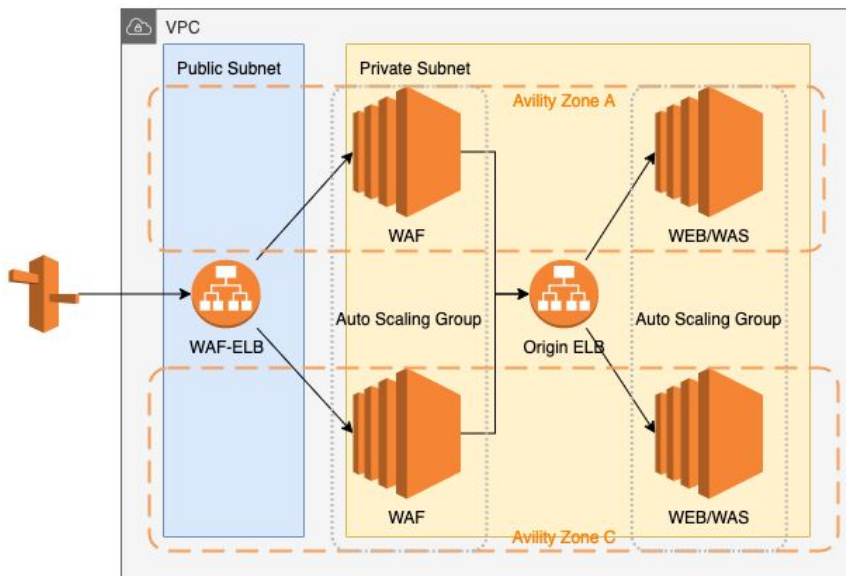 VPC
Public Subnet
Private Subnet
Avility Zone A
WAF
WEB/WAS
WAF-ELB
Auto Scaling Group
Origin ELB
Auto Scaling Group
WAF
WEB/WAS
Avility Zone C